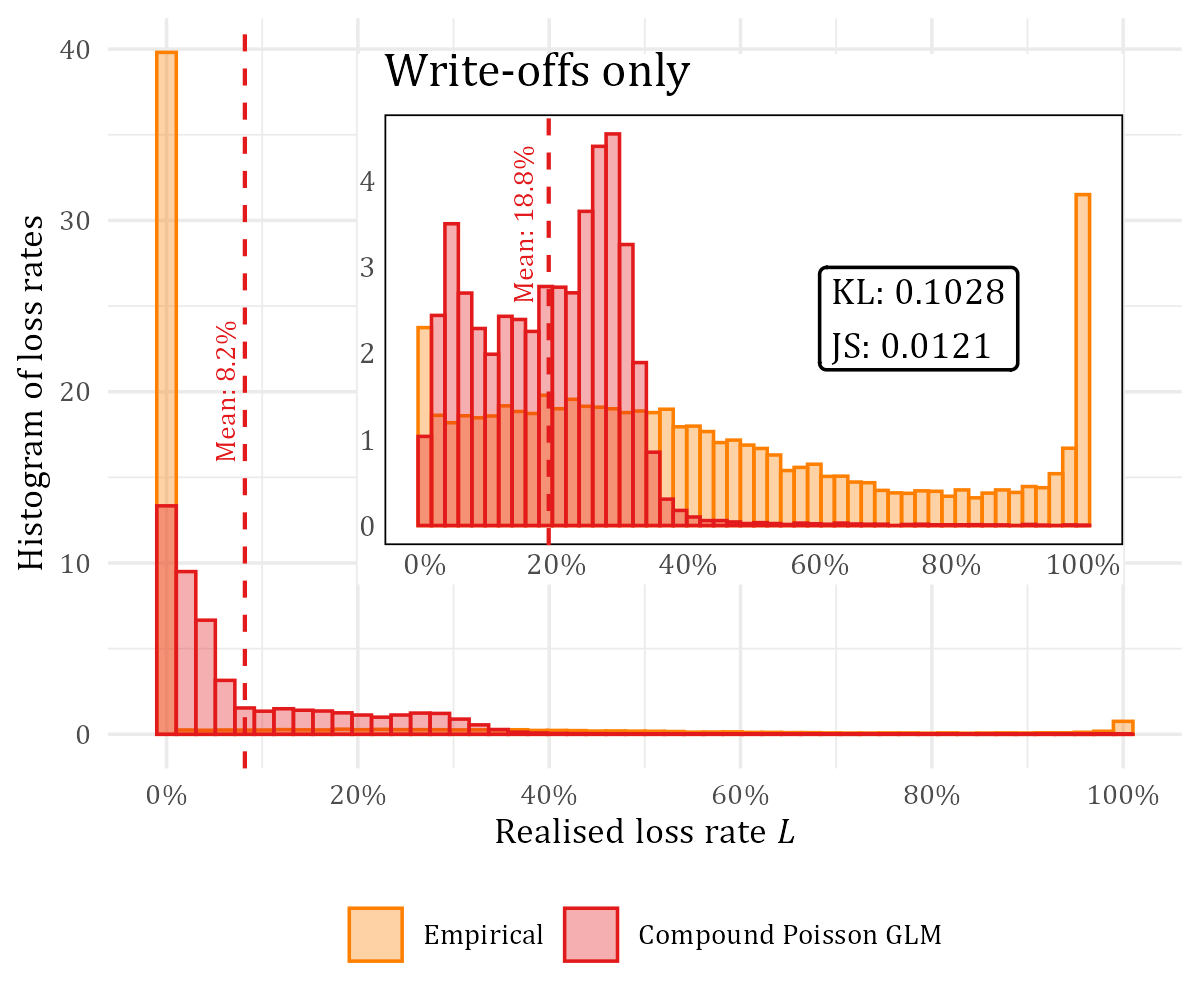 Histogram of loss rates
40
30
20
10
0
Mean: 8.2%
Write-offs only
4
3
2
1
0
Mean: 18.8%
KL: 0.1028
JS: 0.0121
0% 20% 40% 60% 80% 100%
0% 20% 40% 60% 80% 100%
Realised loss rate L
Empirical Compound Poisson GLM